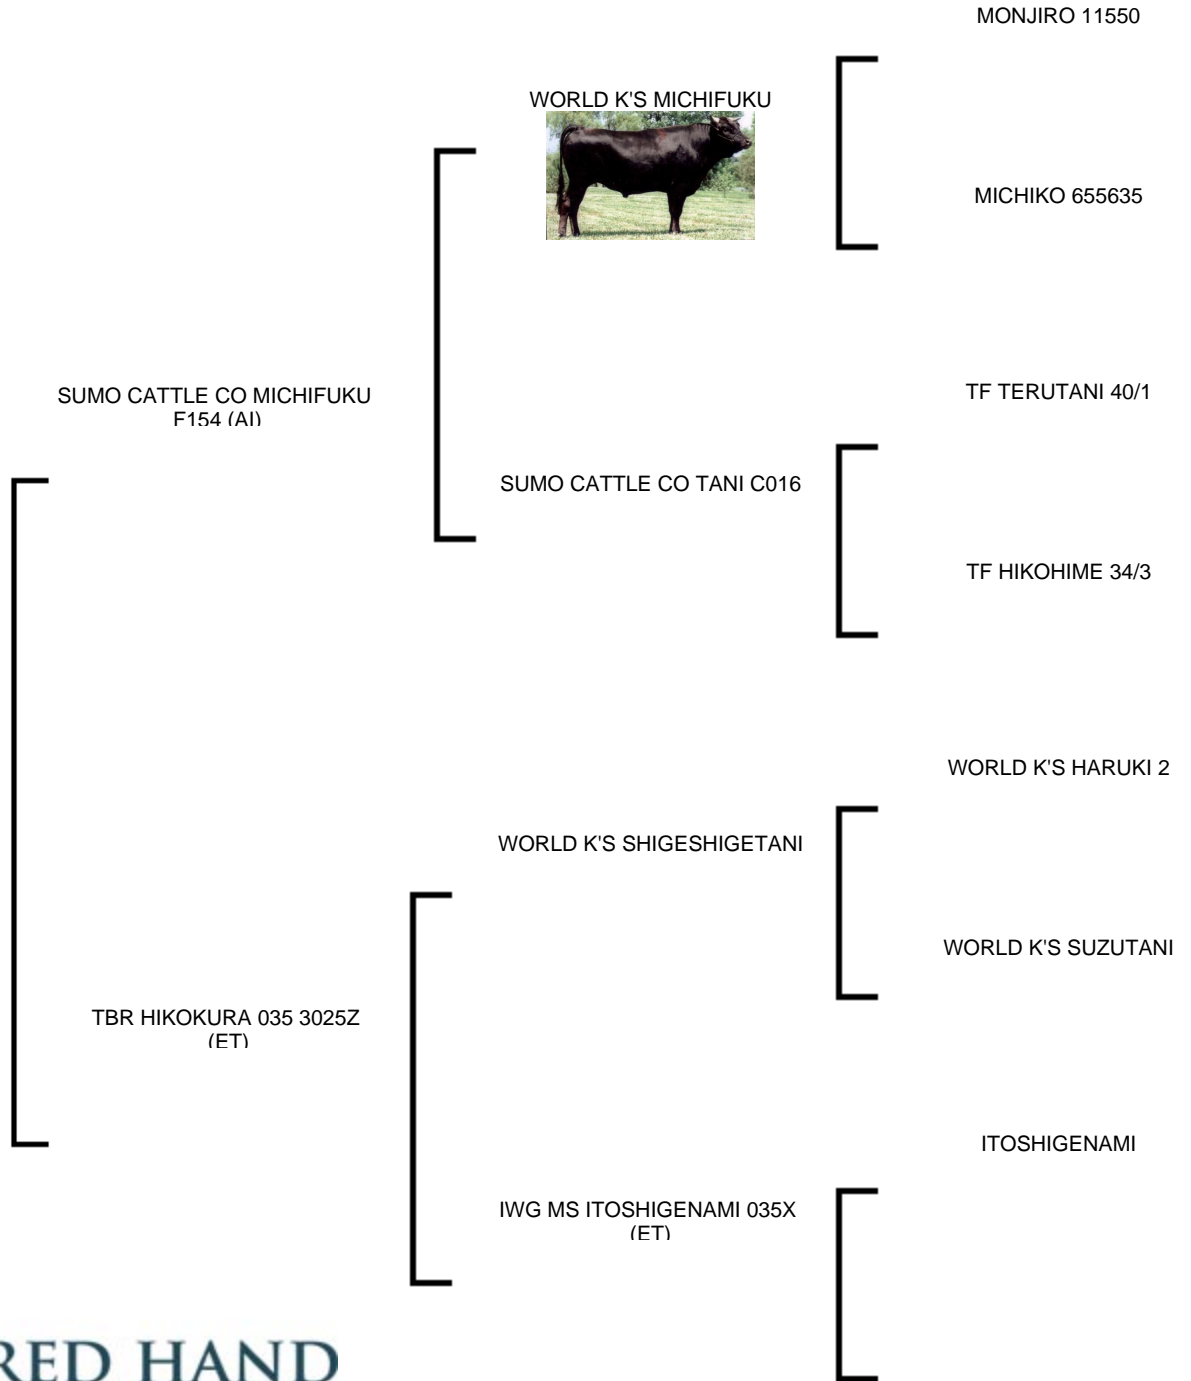 MONJIRO 11550
WORLD K'S MICHIFUKU
MICHIKO 655635
SUMO CATTLE CO MICHIFUKU
F154 (AI)
TF TERUTANI 40/1
SUMO CATTLE CO TANI C016
TF HIKOHIME 34/3
WORLD K'S HARUKI 2
WORLD K'S SHIGESHIGETANI
WORLD K'S SUZUTANI
TBR HIKOKURA 035 3025Z
(ET)
ITOSHIGENAMI
IWG MS ITOSHIGENAMI 035X
(ET)
RED HAND